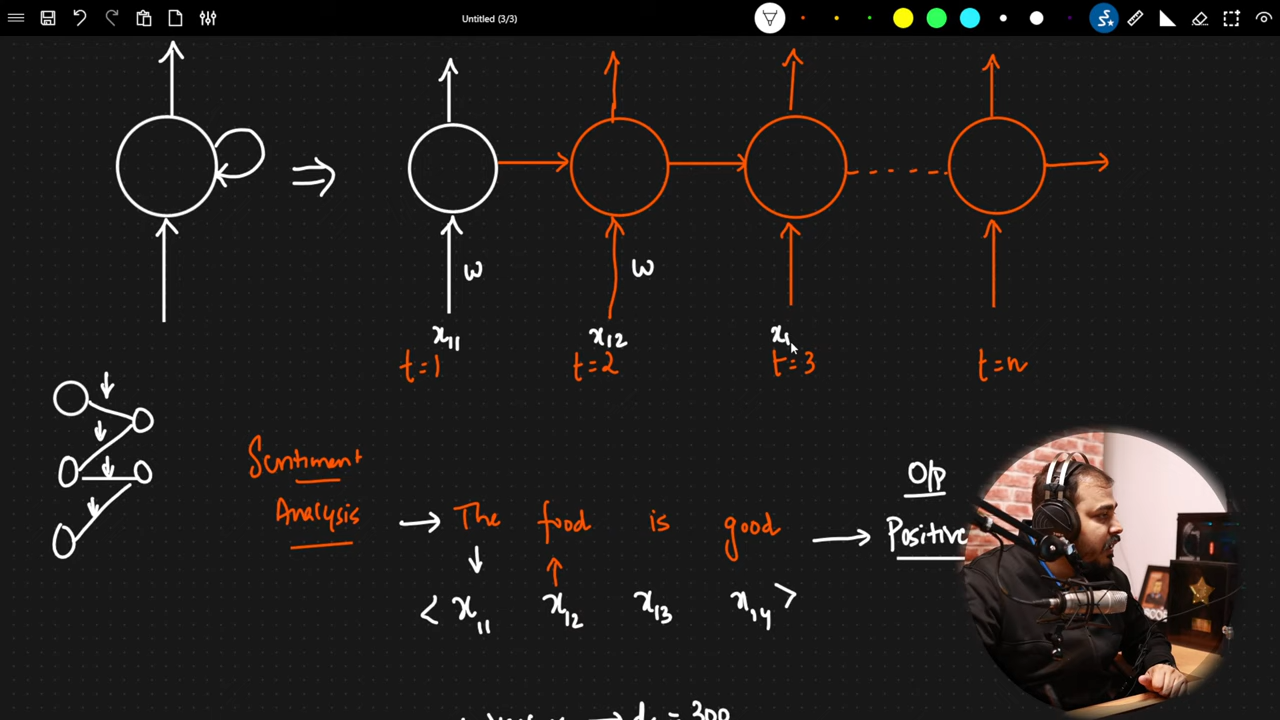 Untitled (3/3)
w w
x11 x12 x1
t=1 t=2 t=3 t=n
Sentiment
Analysis → The food is good → Positive
O/p
< x11 x12 x13 x14 >
→ = 300